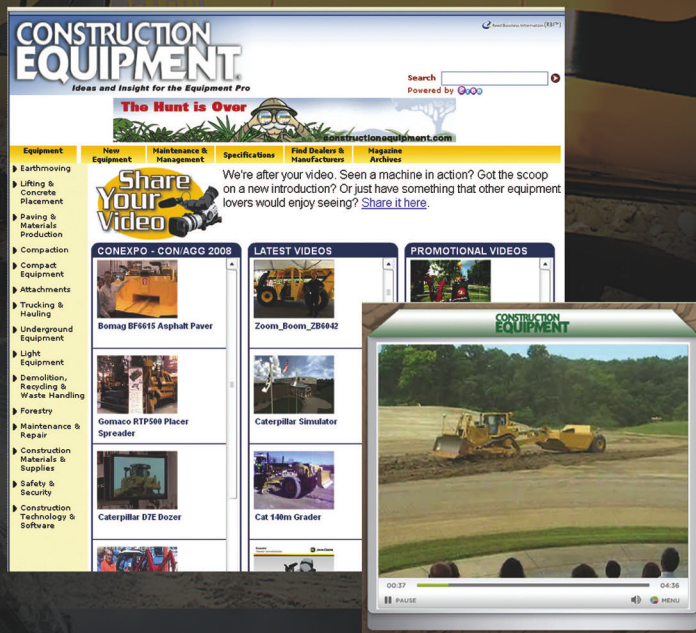 CONSTRUCTION
EQUIPMENT
Ideas and Insight for the Equipment Pro
Reed Business Information
Search
Powered by
The Hunt is Over
constructionequipment.com
Equipment
New
Equipment
Maintenance &
Management
Specifications
Find Dealers &
Manufacturers
Magazine
Archives
Earthmoving
Lifting &
Concrete
Placement
Paving &
Materials
Production
Compaction
Compact
Equipment
Attachments
Trucking &
Hauling
Underground
Equipment
Light
Equipment
Demolition,
Recycling &
Waste Handling
Forestry
Maintenance &
Repair
Construction
Materials &
Supplies
Safety &
Security
Construction
Technology &
Software
Share
Your
Video
We're after your video. Seen a machine in action? Got the scoop
on a new introduction? Or just have something that other equipment
lovers would enjoy seeing? Share it here.
CONEXPO - CON/AGG 2008
Bomag BF6615 Asphalt Paver
Gomaco RTP500 Placer
Spreader
Caterpillar D7E Dozer
LATEST VIDEOS
Zoom_Boom_ZB6042
Caterpillar Simulator
Cat 140m Grader
PROMOTIONAL VIDEOS
CONSTRUCTION
EQUIPMENT
00:37
04:36
PAUSE
MENU